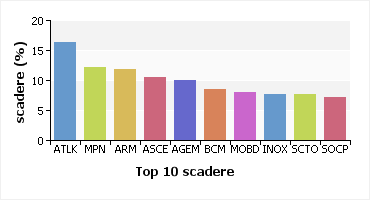 scadere (%)
20
15
10
5
0
ATLK MPN ARM ASCE AGEM BCM MOBD INOX SCTO SOCP
Top 10 scadere